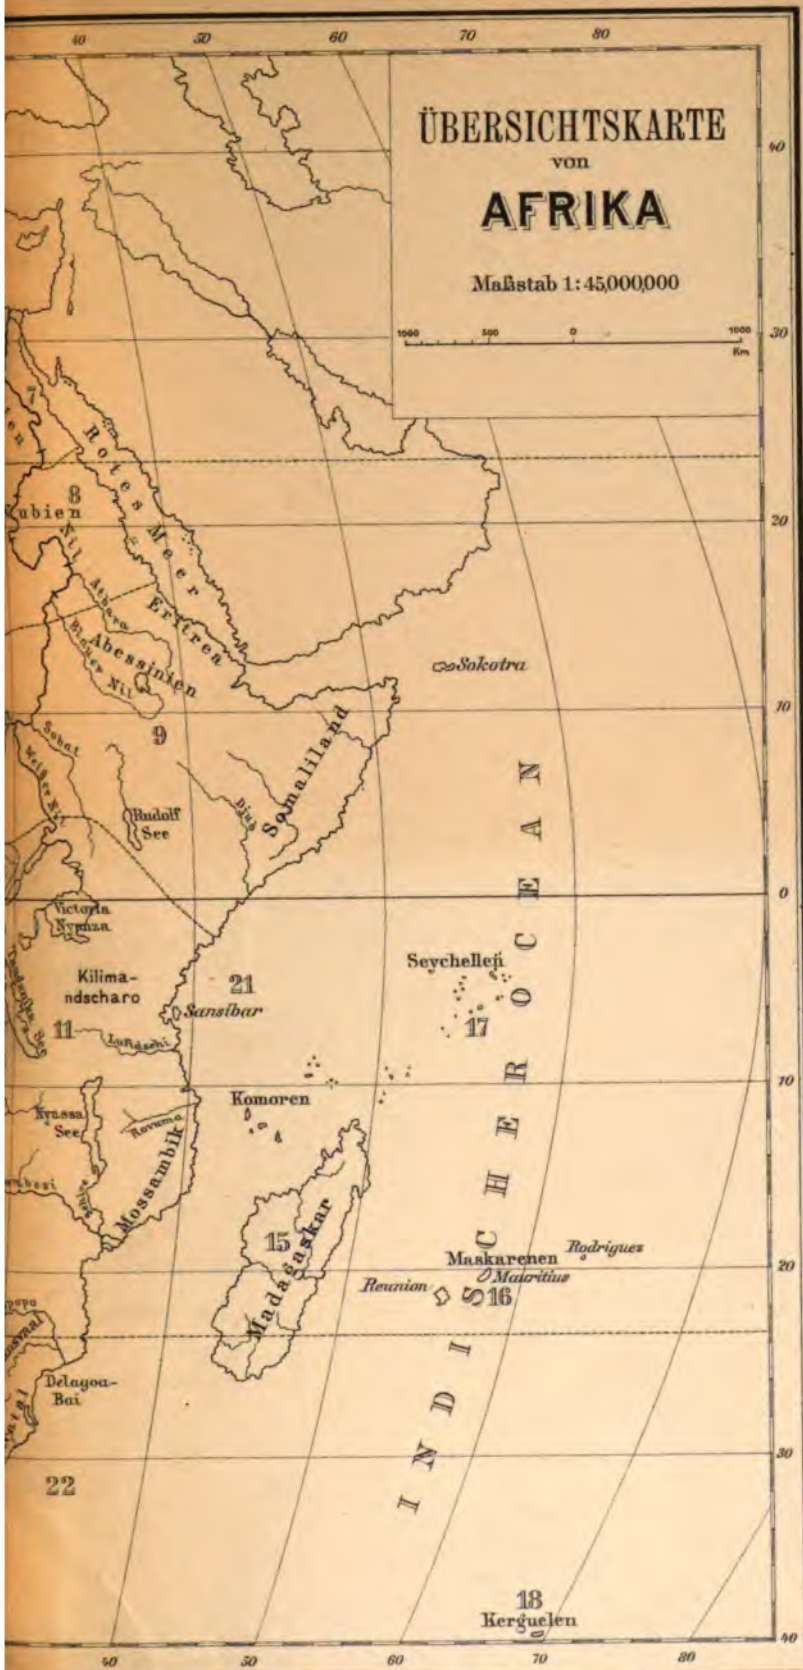 40 50 60 70 80
ÜBERSICHTSKARTE
von
AFRIKA
Maßstab 1:45,000,000
1000 500 0 1000
Km
40
30
20
10
0
10
20
30
40
7
Rotes Meer
8
ubien
Nil
Atbara
Eritrea
Abessinien
Blauer Nil
Sokotra
9
Sobat
Weißer Nil
Somaliland
Djub
Rudolf
See
Victoria
Nyanza
Kilima-
ndscharo
21
Sansibar
11
See
Seychellen
17
Komoren
Nyassa
See
Rovuma
Mossambik
15
Madagaskar
Maskarenen
Rodriguez
Mauritius
Reunion
16
INDISCHER OCEAN
Delagoa-
Bai
22
18
Kerguelen
40 50 60 70 80